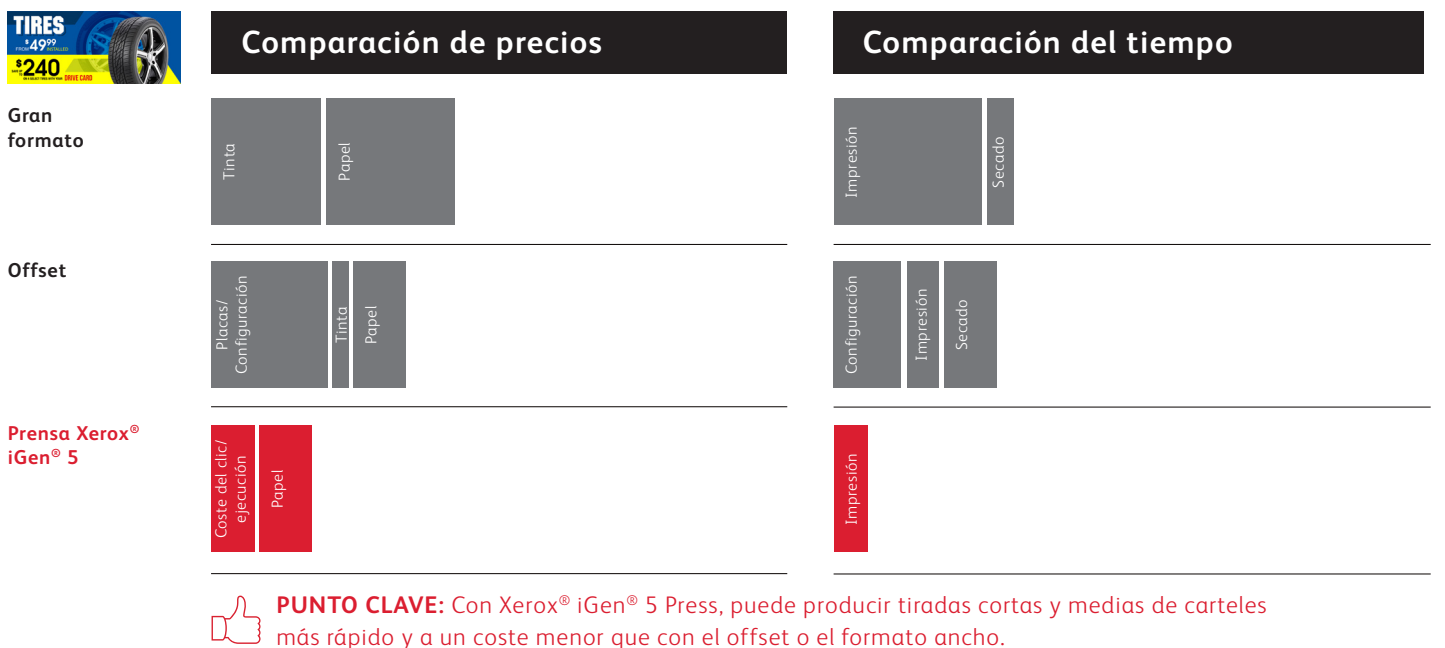 TIRES
FROM $49⁹⁹ INSTALLED
$240
DRIVE CARD
Comparación de precios
Comparación del tiempo
Gran
formato
Tinta
Papel
Impresión
Secado
Offset
Placas/
Configuración
Tinta
Papel
Configuración
Impresión
Secado
Prensa Xerox®
iGen® 5
Coste del clic/
ejecución
Papel
Impresión
PUNTO CLAVE: Con Xerox® iGen® 5 Press, puede producir tiradas cortas y medias de carteles
más rápido y a un coste menor que con el offset o el formato ancho.